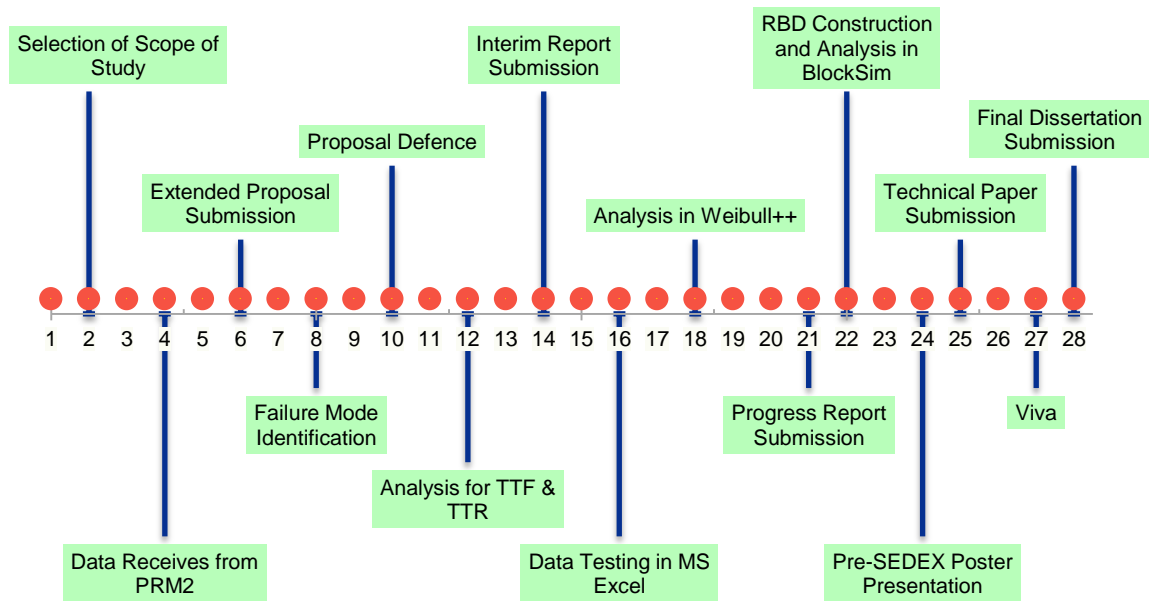 Selection of Scope of
Study
Interim Report
Submission
RBD Construction
and Analysis in
BlockSim
Final Dissertation
Submission
Proposal Defence
Extended Proposal
Submission
Analysis in Weibull++
Technical Paper
Submission
1 2 3 4 5 6 7 8 9 10 11 12 13 14 15 16 17 18 19 20 21 22 23 24 25 26 27 28
Failure Mode
Identification
Progress Report
Submission
Viva
Analysis for TTF &
TTR
Data Receives from
PRM2
Data Testing in MS
Excel
Pre-SEDEX Poster
Presentation